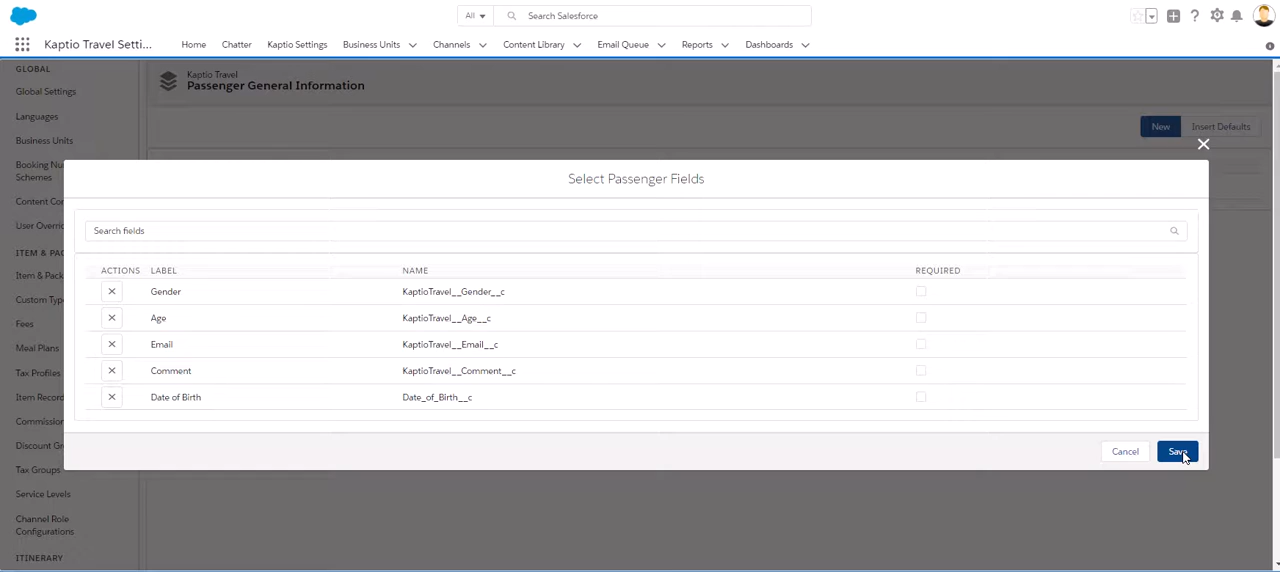 All
Search Salesforce
Kaptio Travel Setti...
Home
Chatter
Kaptio Settings
Business Units
Channels
Content Library
Email Queue
Reports
Dashboards
GLOBAL
Global Settings
Languages
Business Units
Booking Nu
Schemes
Content Co
User Overri
ITEM & PAC
Item & Pack
Custom Typ
Fees
Meal Plans
Tax Profiles
Item Record
Commissio
Discount Gr
Tax Groups
Service Levels
Channel Role
Configurations
ITINERARY
Kaptio Travel
Passenger General Information
New
Insert Defaults
Select Passenger Fields
Search fields
ACTIONS LABEL NAME REQUIRED
Gender KaptioTravel__Gender__c
Age KaptioTravel__Age__c
Email KaptioTravel__Email__c
Comment KaptioTravel__Comment__c
Date of Birth Date_of_Birth__c
Cancel
Save